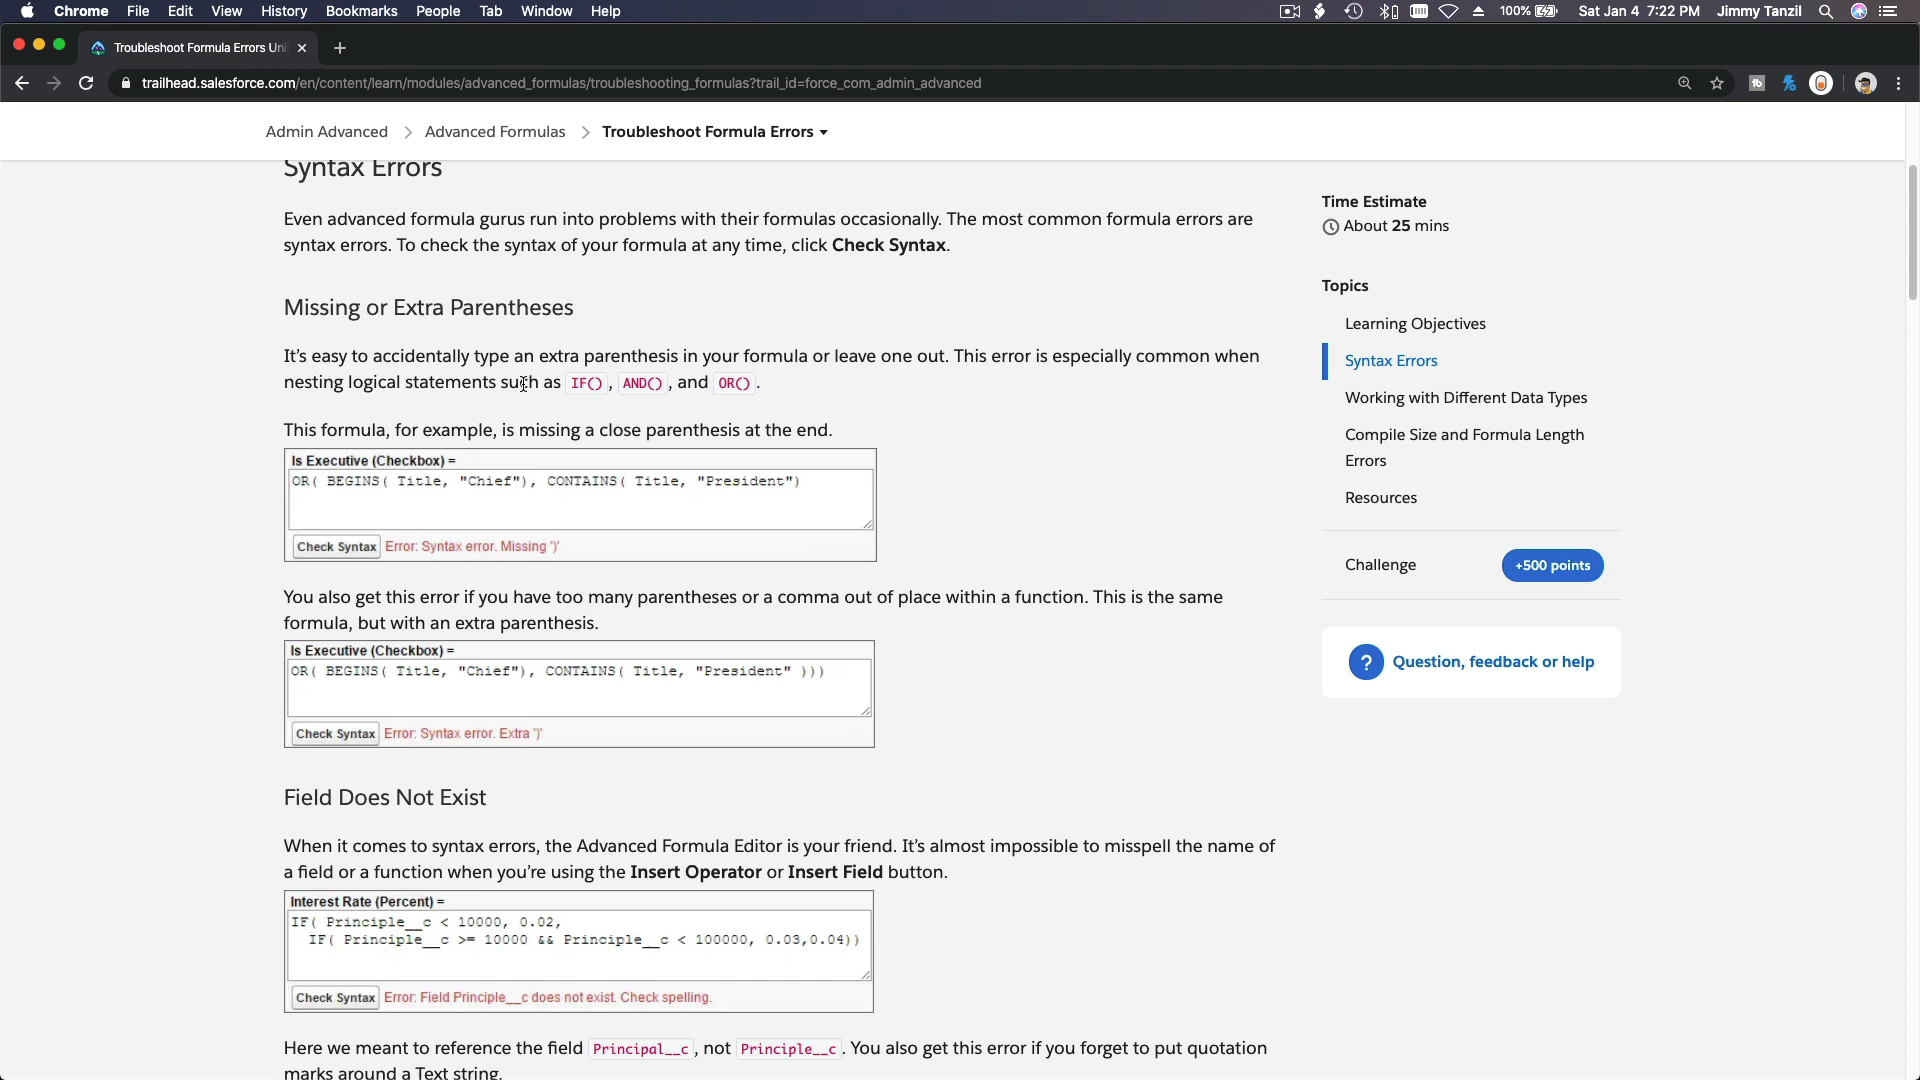 Chrome File Edit View History Bookmarks People Tab Window Help 100% Sat Jan 4 7:22 PM Jimmy Tanzil
Troubleshoot Formula Errors Uni
trailhead.salesforce.com/en/content/learn/modules/advanced_formulas/troubleshooting_formulas?trail_id=force_com_admin_advanced
Admin Advanced > Advanced Formulas > Troubleshoot Formula Errors
Syntax Errors
Even advanced formula gurus run into problems with their formulas occasionally. The most common formula errors are
syntax errors. To check the syntax of your formula at any time, click Check Syntax.
Missing or Extra Parentheses
It's easy to accidentally type an extra parenthesis in your formula or leave one out. This error is especially common when
nesting logical statements such as IF(), AND(), and OR().
This formula, for example, is missing a close parenthesis at the end.
Is Executive (Checkbox) =
OR( BEGINS( Title, "Chief"), CONTAINS( Title, "President")
Check Syntax Error: Syntax error. Missing ')'
You also get this error if you have too many parentheses or a comma out of place within a function. This is the same
formula, but with an extra parenthesis.
Is Executive (Checkbox) =
OR( BEGINS( Title, "Chief"), CONTAINS( Title, "President" )))
Check Syntax Error: Syntax error. Extra ')'
Field Does Not Exist
When it comes to syntax errors, the Advanced Formula Editor is your friend. It's almost impossible to misspell the name of
a field or a function when you're using the Insert Operator or Insert Field button.
Interest Rate (Percent) =
IF( Principle__c < 10000, 0.02,
IF( Principle__c >= 10000 && Principle__c < 100000, 0.03,0.04))
Check Syntax Error: Field Principle__c does not exist. Check spelling.
Here we meant to reference the field Principal__c, not Principle__c. You also get this error if you forget to put quotation
marks around a Text string.
Time Estimate
About 25 mins
Topics
Learning Objectives
Syntax Errors
Working with Different Data Types
Compile Size and Formula Length
Errors
Resources
Challenge +500 points
? Question, feedback or help